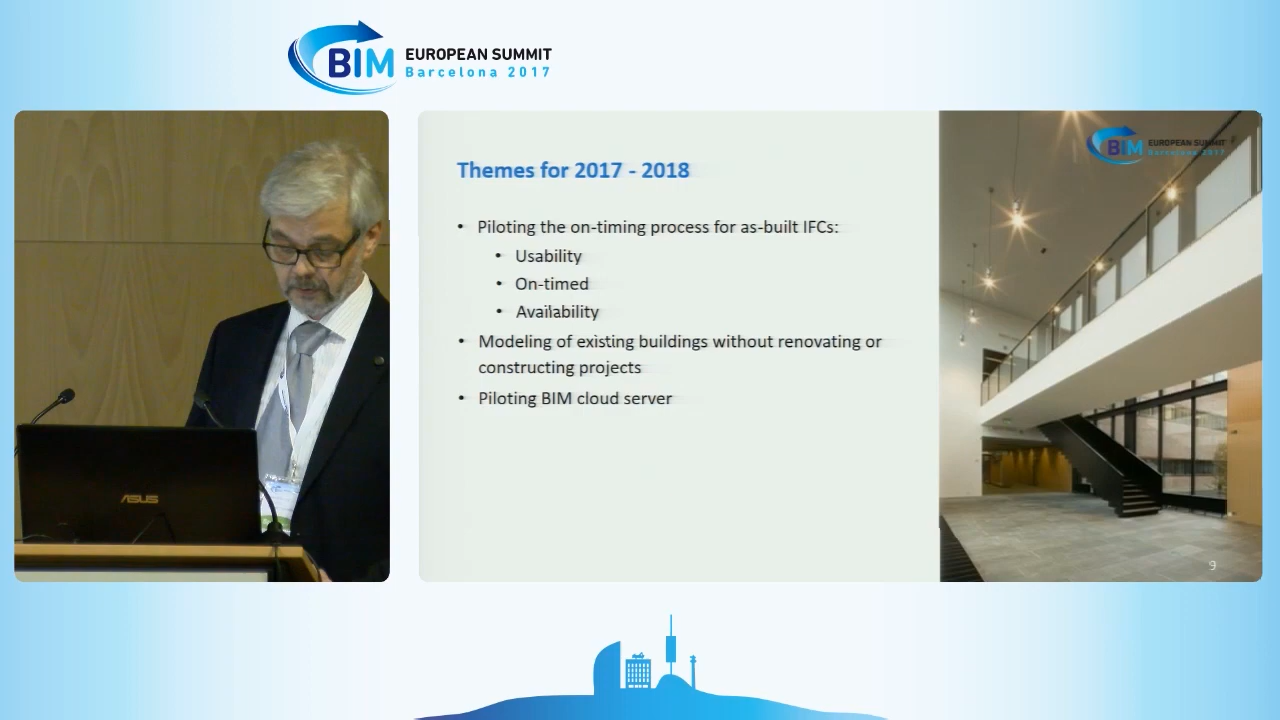 BIM EUROPEAN SUMMIT
Barcelona 2017
Themes for 2017 - 2018
• Piloting the on-timing process for as-built IFCs:
• Usability
• On-timed
• Availability
• Modeling of existing buildings without renovating or
constructing projects
• Piloting BIM cloud server
BIM EUROPEAN SUMMIT
Barcelona 2017
9
ASUS